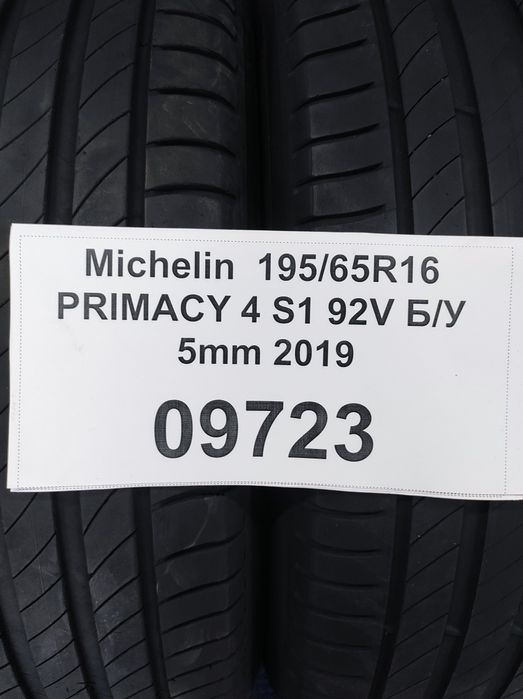 Michelin 195/65R16
PRIMACY 4 S1 92V Б/У
5mm 2019
09723